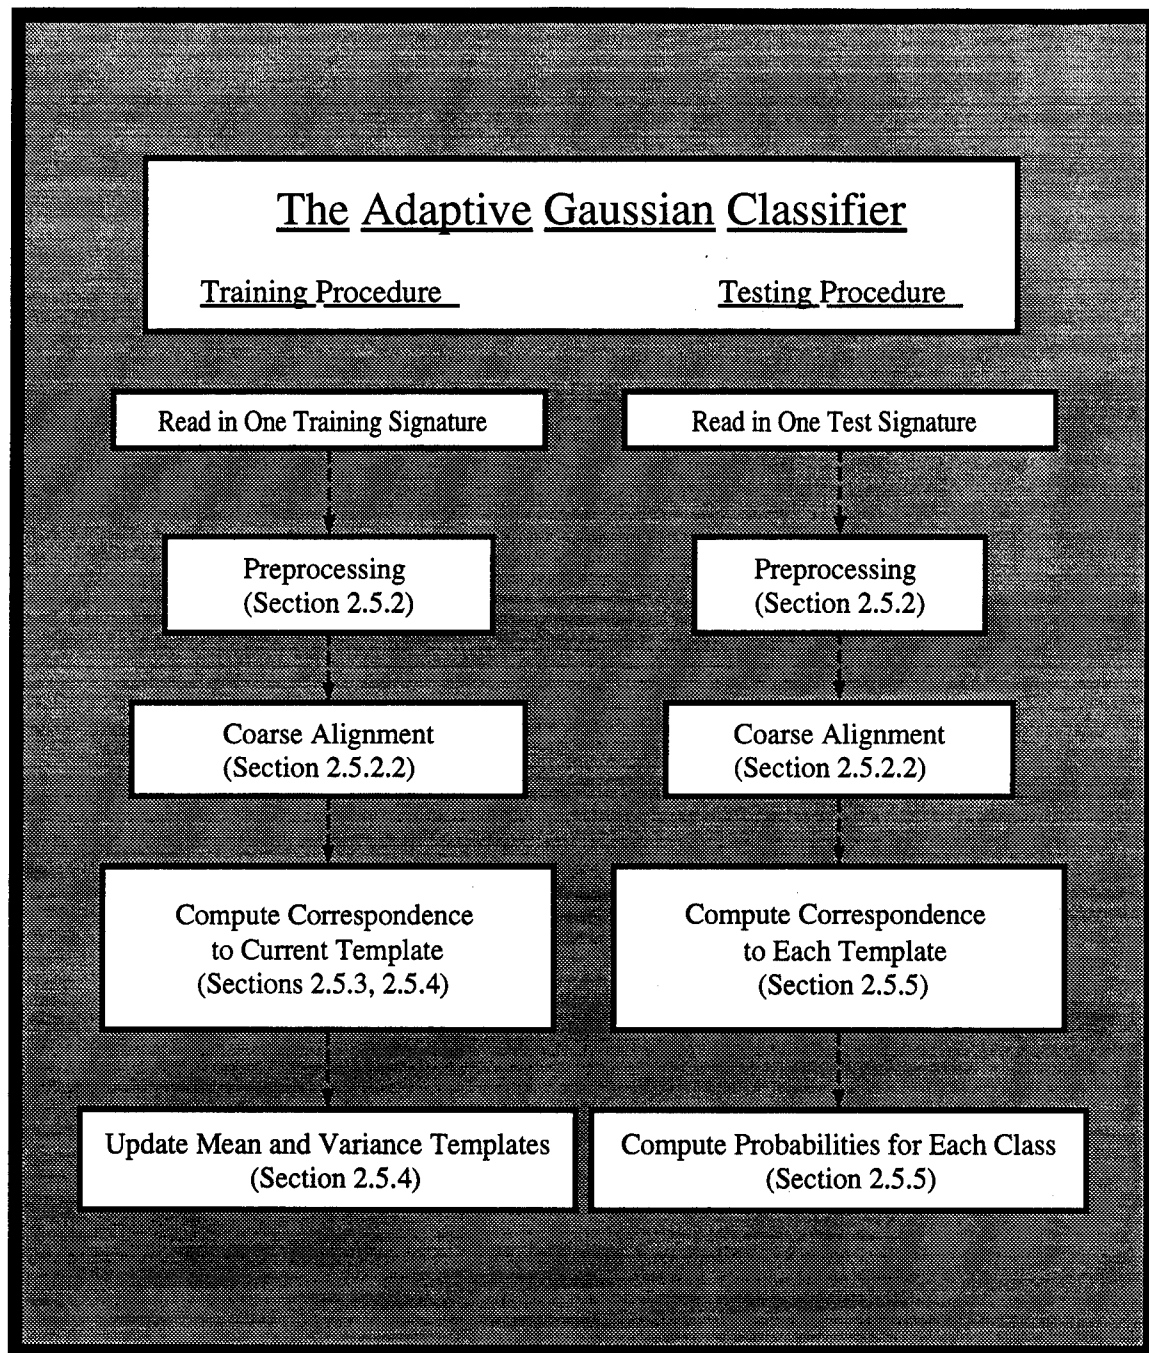 The Adaptive Gaussian Classifier
Training Procedure
Testing Procedure
Read in One Training Signature
Preprocessing
(Section 2.5.2)
Coarse Alignment
(Section 2.5.2.2)
Compute Correspondence
to Current Template
(Sections 2.5.3, 2.5.4)
Update Mean and Variance Templates
(Section 2.5.4)
Read in One Test Signature
Preprocessing
(Section 2.5.2)
Coarse Alignment
(Section 2.5.2.2)
Compute Correspondence
to Each Template
(Section 2.5.5)
Compute Probabilities for Each Class
(Section 2.5.5)